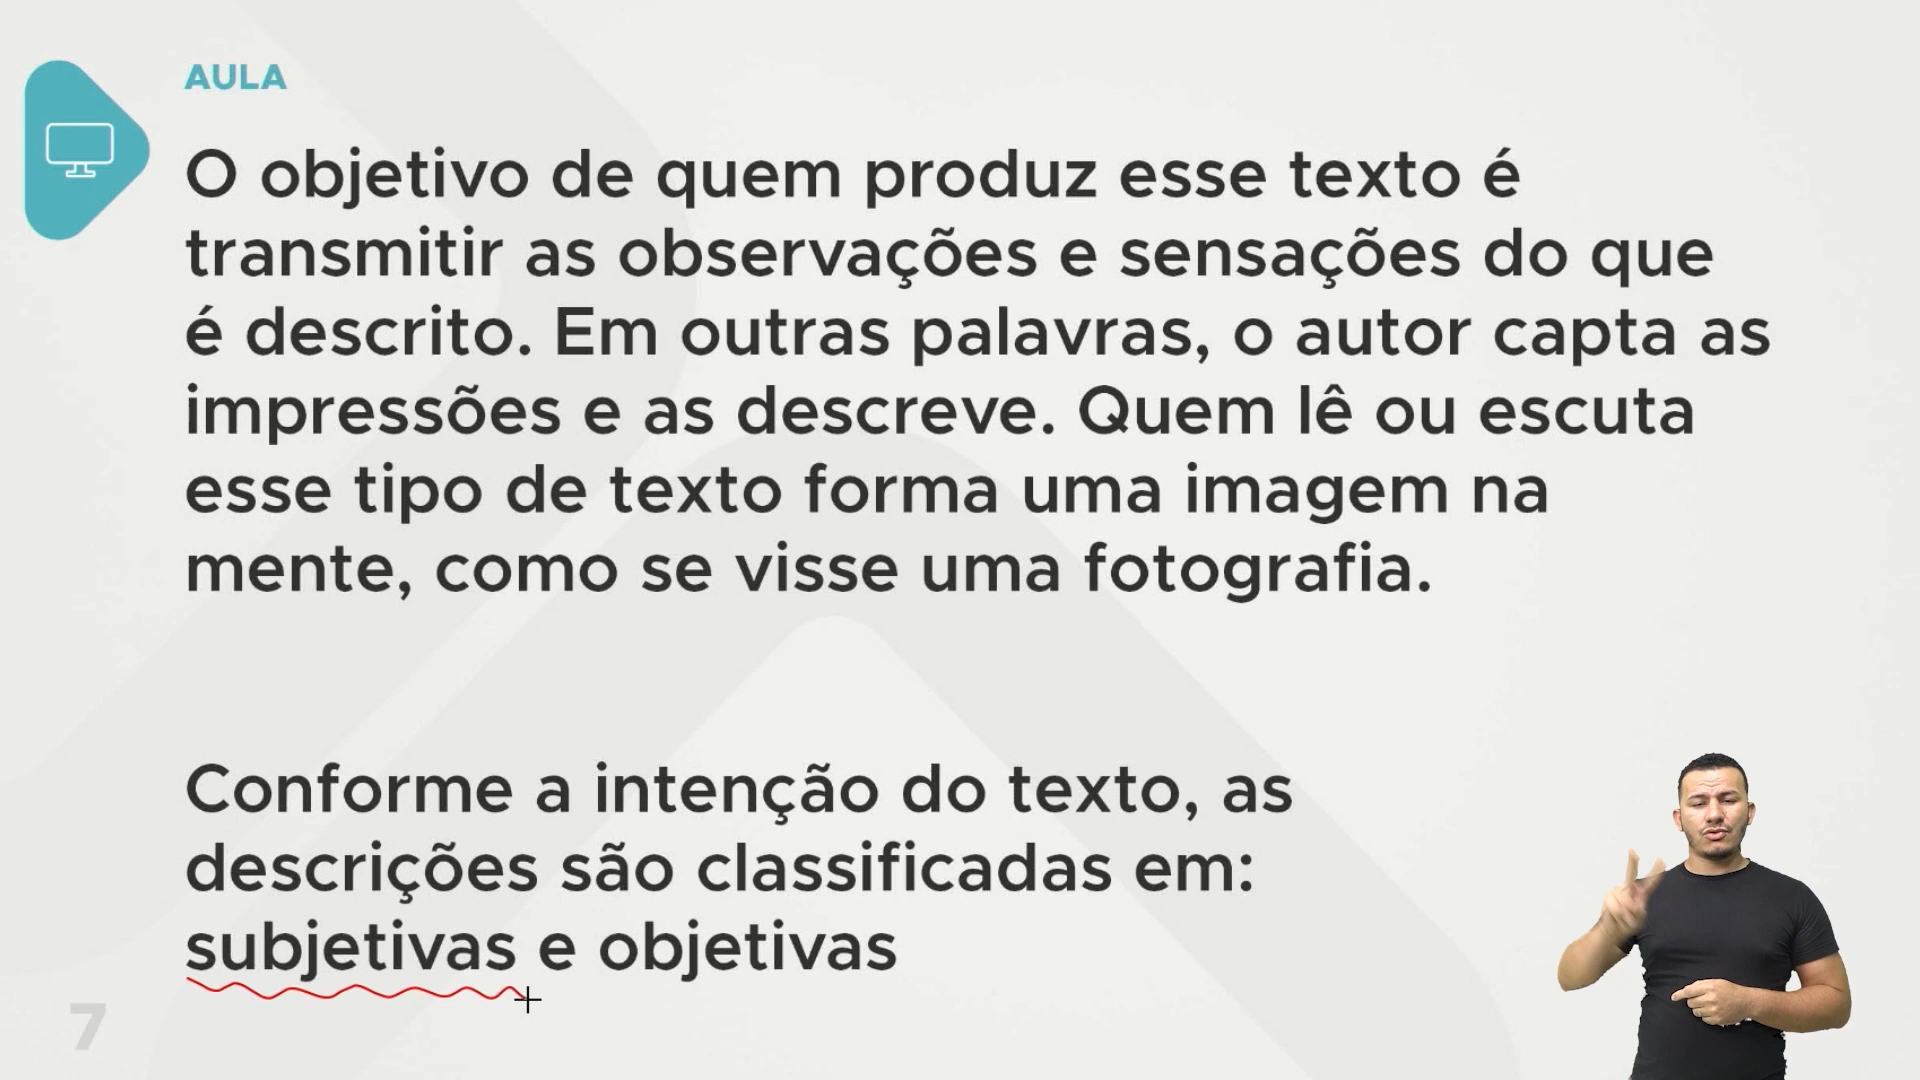 AULA
O objetivo de quem produz esse texto é
transmitir as observações e sensações do que
é descrito. Em outras palavras, o autor capta as
impressões e as descreve. Quem lê ou escuta
esse tipo de texto forma uma imagem na
mente, como se visse uma fotografia.
Conforme a intenção do texto, as
descrições são classificadas em:
subjetivas e objetivas
7